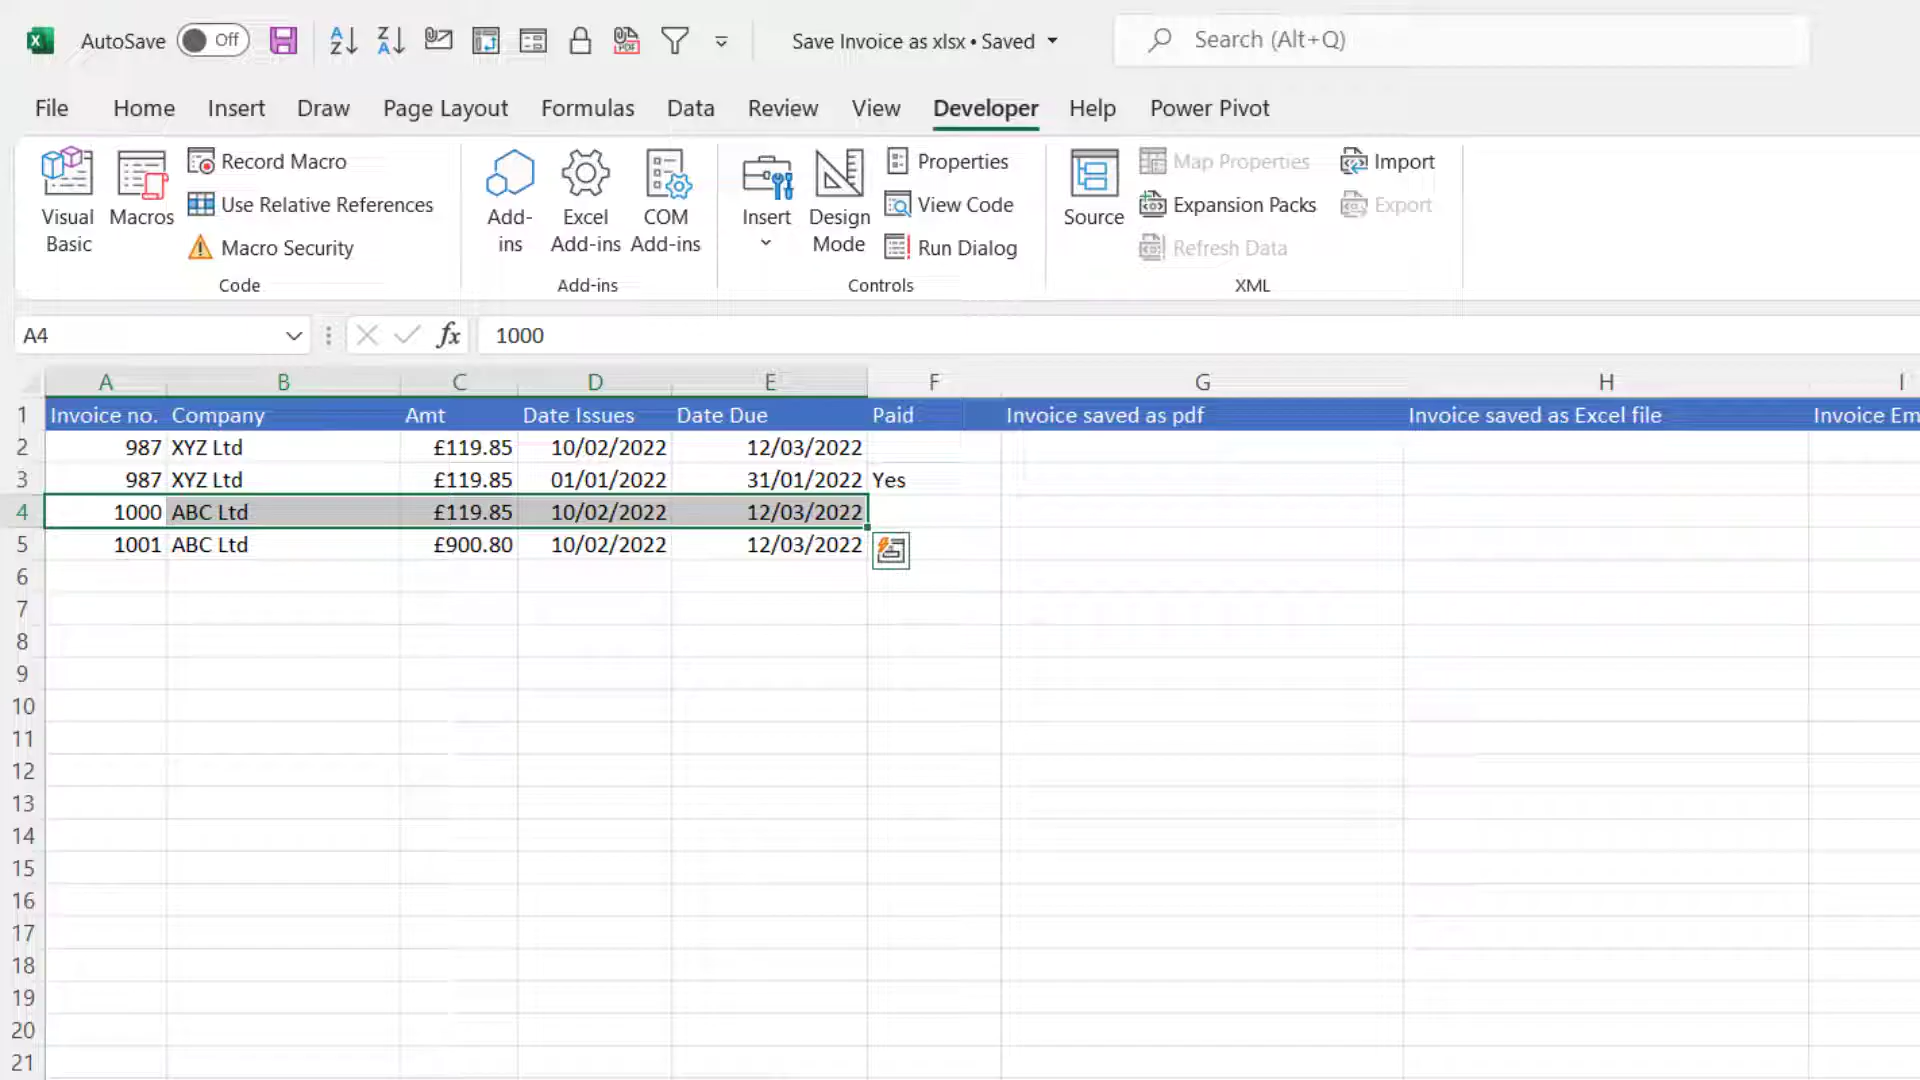 AutoSave Off Save Invoice as xlsx • Saved Search (Alt+Q)
File Home Insert Draw Page Layout Formulas Data Review View Developer Help Power Pivot
Visual Basic
Macros
Record Macro
Use Relative References
Macro Security
Code
Add-ins
Excel Add-ins
COM Add-ins
Add-ins
Insert
Design Mode
Properties
View Code
Run Dialog
Controls
Source
Map Properties
Expansion Packs
Refresh Data
Import
Export
XML
A4 fx 1000
A B C D E F G H I
1 Invoice no. Company Amt Date Issues Date Due Paid Invoice saved as pdf Invoice saved as Excel file Invoice Em
2 987 XYZ Ltd £119.85 10/02/2022 12/03/2022
3 987 XYZ Ltd £119.85 01/01/2022 31/01/2022 Yes
4 1000 ABC Ltd £119.85 10/02/2022 12/03/2022
5 1001 ABC Ltd £900.80 10/02/2022 12/03/2022
6
7
8
9
10
11
12
13
14
15
16
17
18
19
20
21